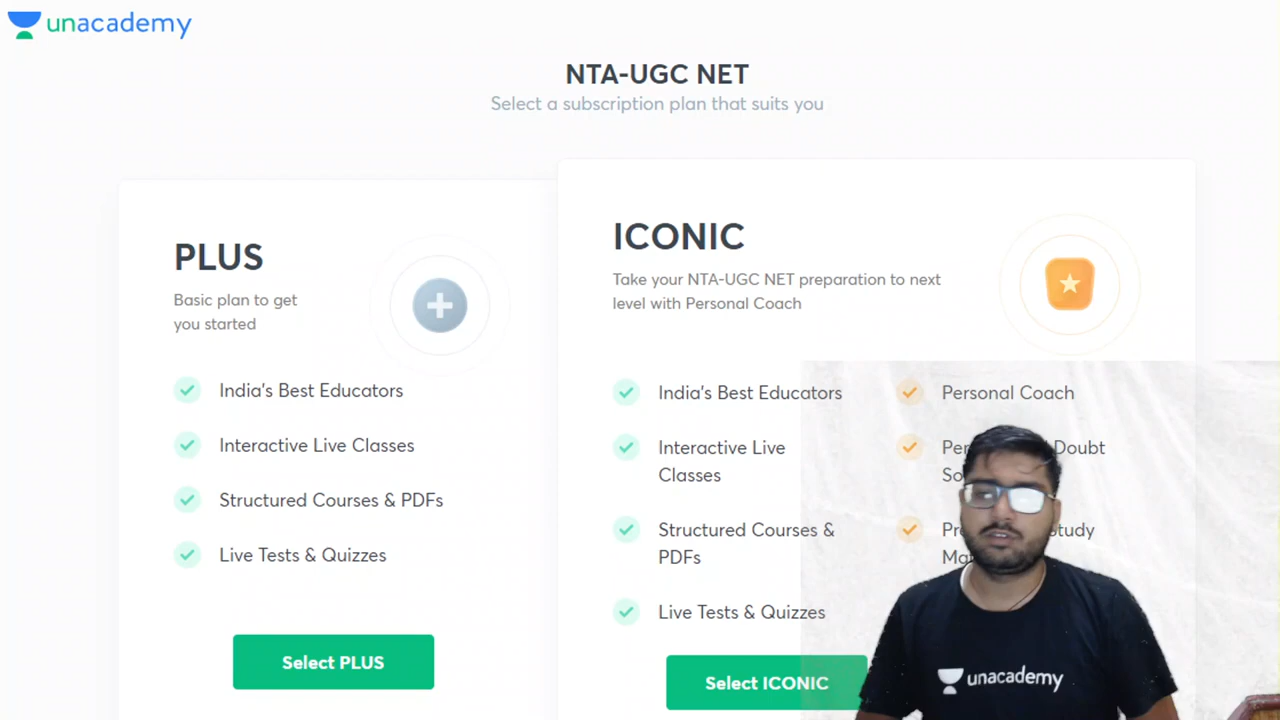 unacademy
NTA-UGC NET
Select a subscription plan that suits you
PLUS
Basic plan to get
you started
India's Best Educators
Interactive Live Classes
Structured Courses & PDFs
Live Tests & Quizzes
Select PLUS
ICONIC
Take your NTA-UGC NET preparation to next
level with Personal Coach
India's Best Educators
Interactive Live
Classes
Structured Courses &
PDFs
Live Tests & Quizzes
Personal Coach
Doubt
Select ICONIC
unacademy